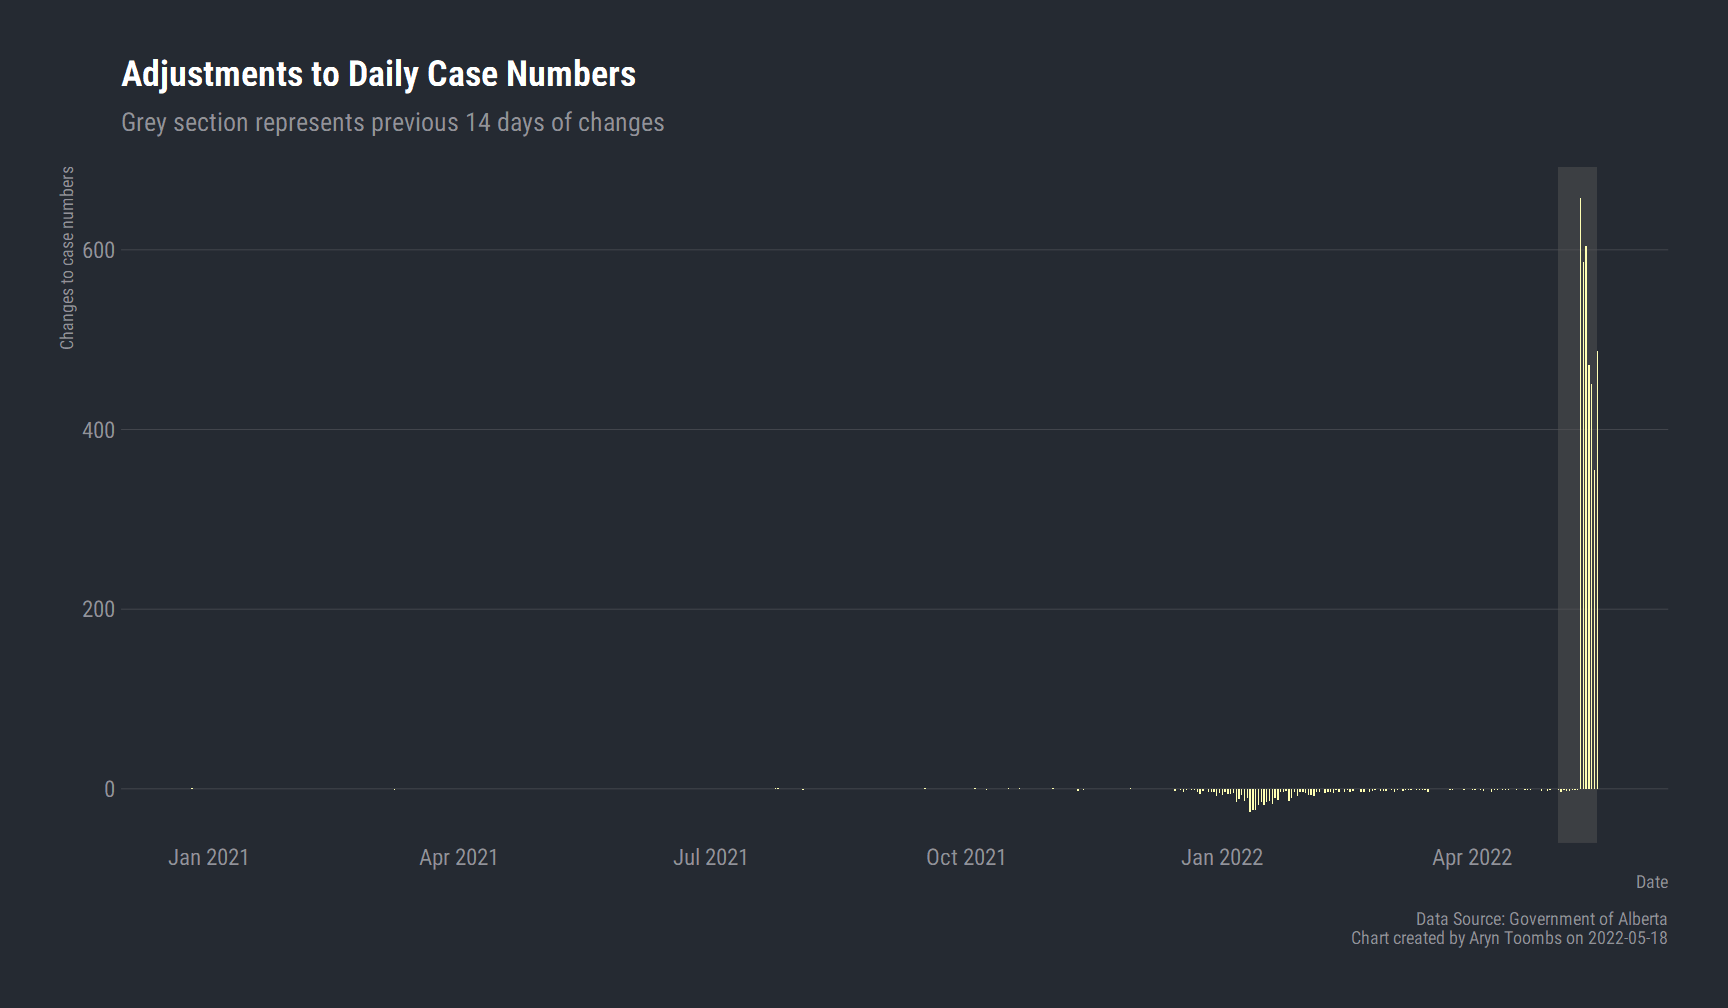 Adjustments to Daily Case Numbers
Grey section represents previous 14 days of changes
Changes to case numbers
600
400
200
0
Jan 2021 Apr 2021 Jul 2021 Oct 2021 Jan 2022 Apr 2022
Date
Data Source: Government of Alberta
Chart created by Aryn Toombs on 2022-05-18